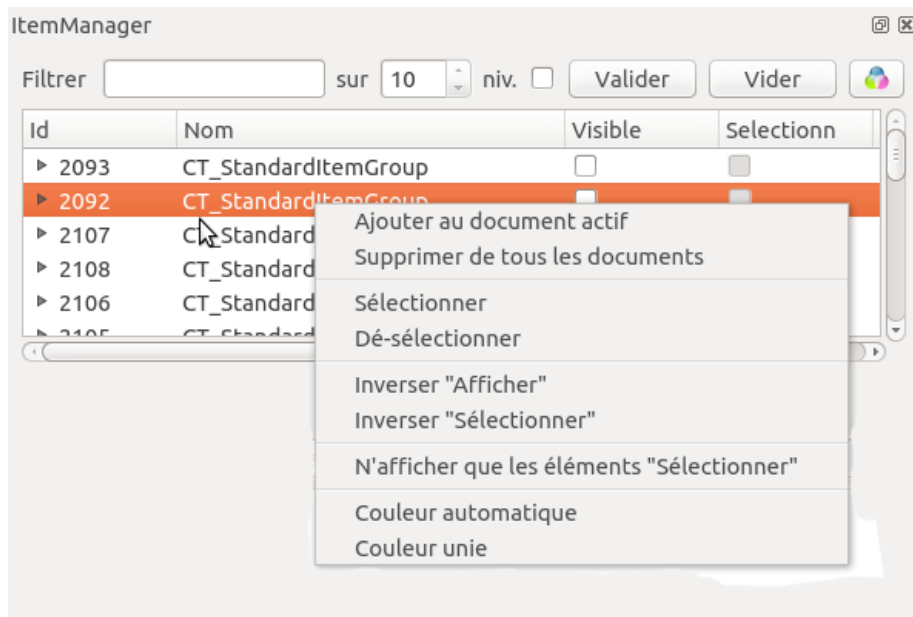 ItemManager
Filtrer sur 10 niv. Valider Vider
Id Nom Visible Selectionn
2093 CT_StandardItemGroup
2092 CT_StandardItemGroup
2107 CT_Standard
2108 CT_Standard
2106 CT_Standard
2105 CT_Standard
Ajouter au document actif
Supprimer de tous les documents
Sélectionner
Dé-sélectionner
Inverser "Afficher"
Inverser "Sélectionner"
N'afficher que les éléments "Sélectionner"
Couleur automatique
Couleur unie